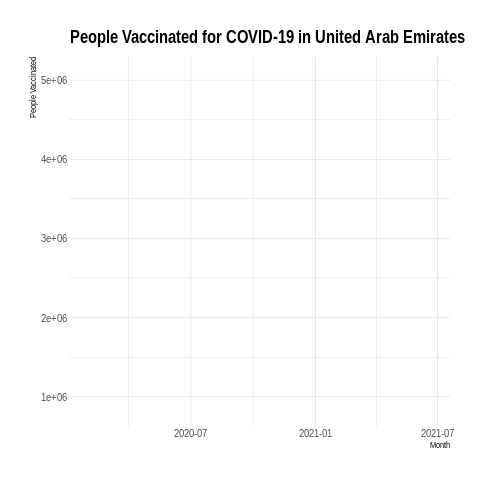 People Vaccinated for COVID-19 in United Arab Emirates
People Vaccinated
5e+06
4e+06
3e+06
2e+06
1e+06
2020-07
2021-01
2021-07
Month